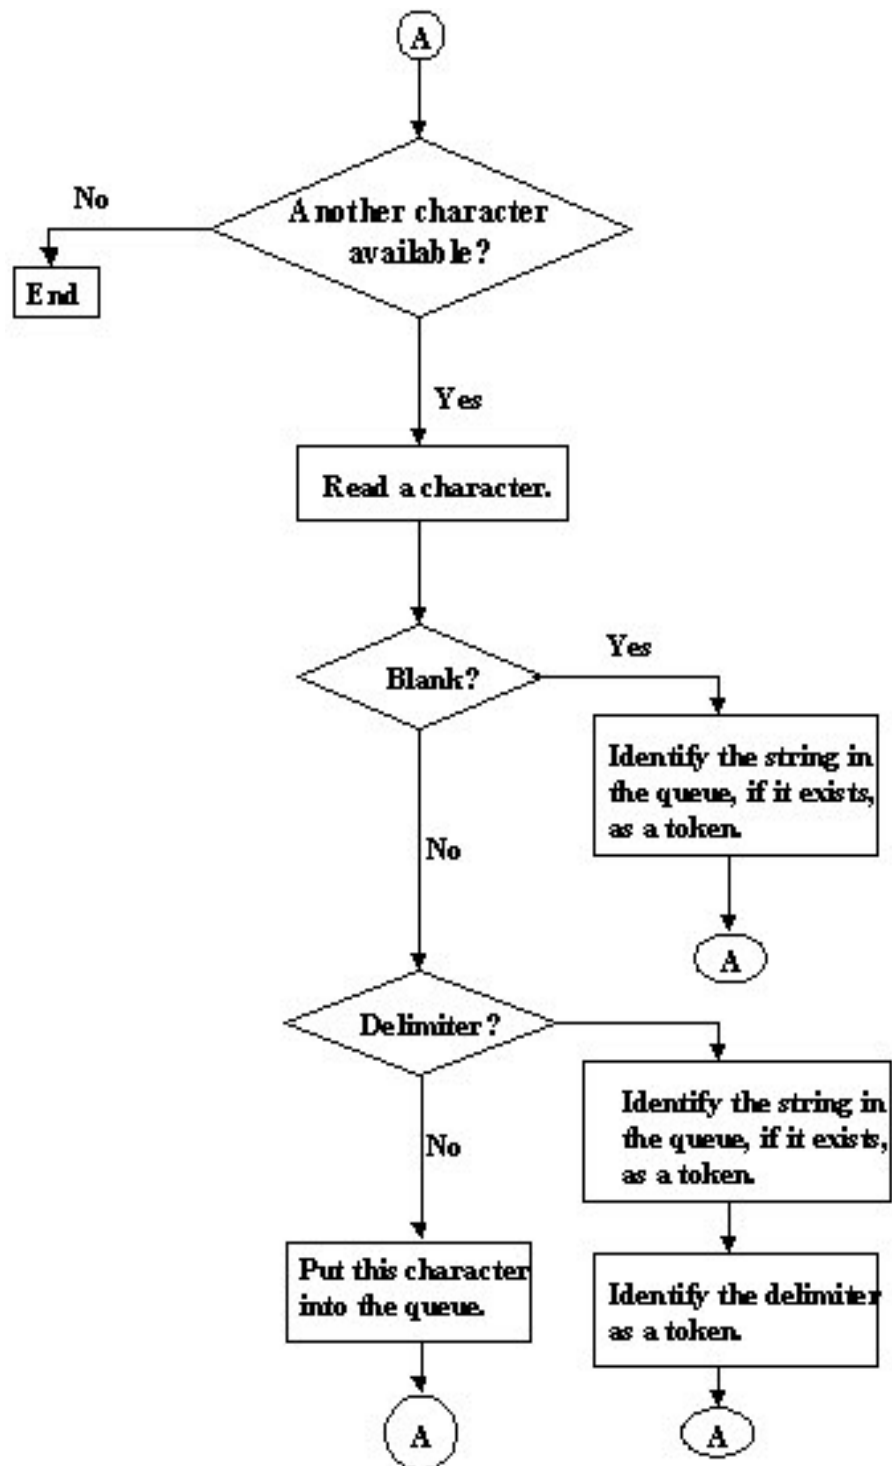 A
No
Another character
available?
End
Yes
Read a character.
Blank?
Yes
Identify the string in
the queue, if it exists,
as a token.
No
A
Delimiter?
Identify the string in
the queue, if it exists,
as a token.
No
Put this character
into the queue.
Identify the delimiter
as a token.
A
A